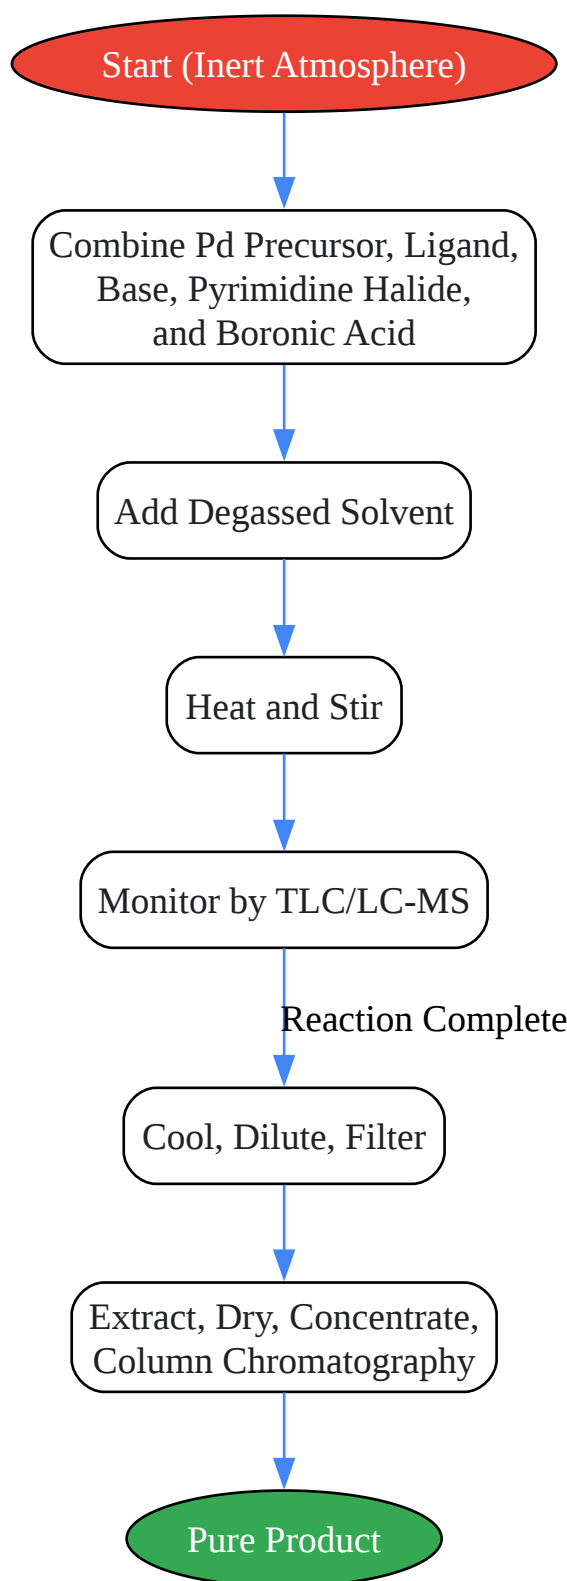 Start (Inert Atmosphere)
Combine Pd Precursor, Ligand,
Base, Pyrimidine Halide,
and Boronic Acid
Add Degassed Solvent
Heat and Stir
Monitor by TLC/LC-MS
Reaction Complete
Cool, Dilute, Filter
Extract, Dry, Concentrate,
Column Chromatography
Pure Product